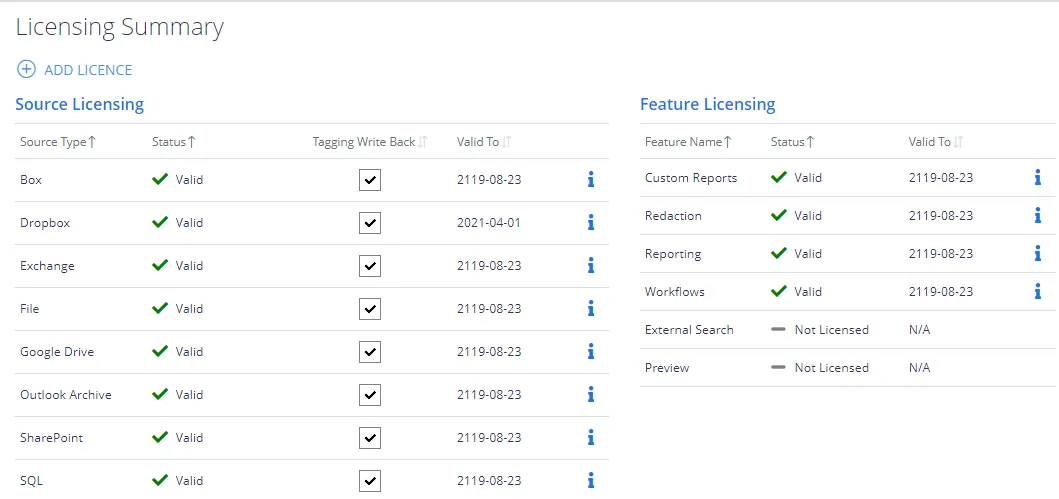 Licensing Summary
ADD LICENCE
Source Licensing
Source Type Status Tagging Write Back Valid To
Box Valid 2119-08-23
Dropbox Valid 2021-04-01
Exchange Valid 2119-08-23
File Valid 2119-08-23
Google Drive Valid 2119-08-23
Outlook Archive Valid 2119-08-23
SharePoint Valid 2119-08-23
SQL Valid 2119-08-23
Feature Licensing
Feature Name Status Valid To
Custom Reports Valid 2119-08-23
Redaction Valid 2119-08-23
Reporting Valid 2119-08-23
Workflows Valid 2119-08-23
External Search Not Licensed N/A
Preview Not Licensed N/A